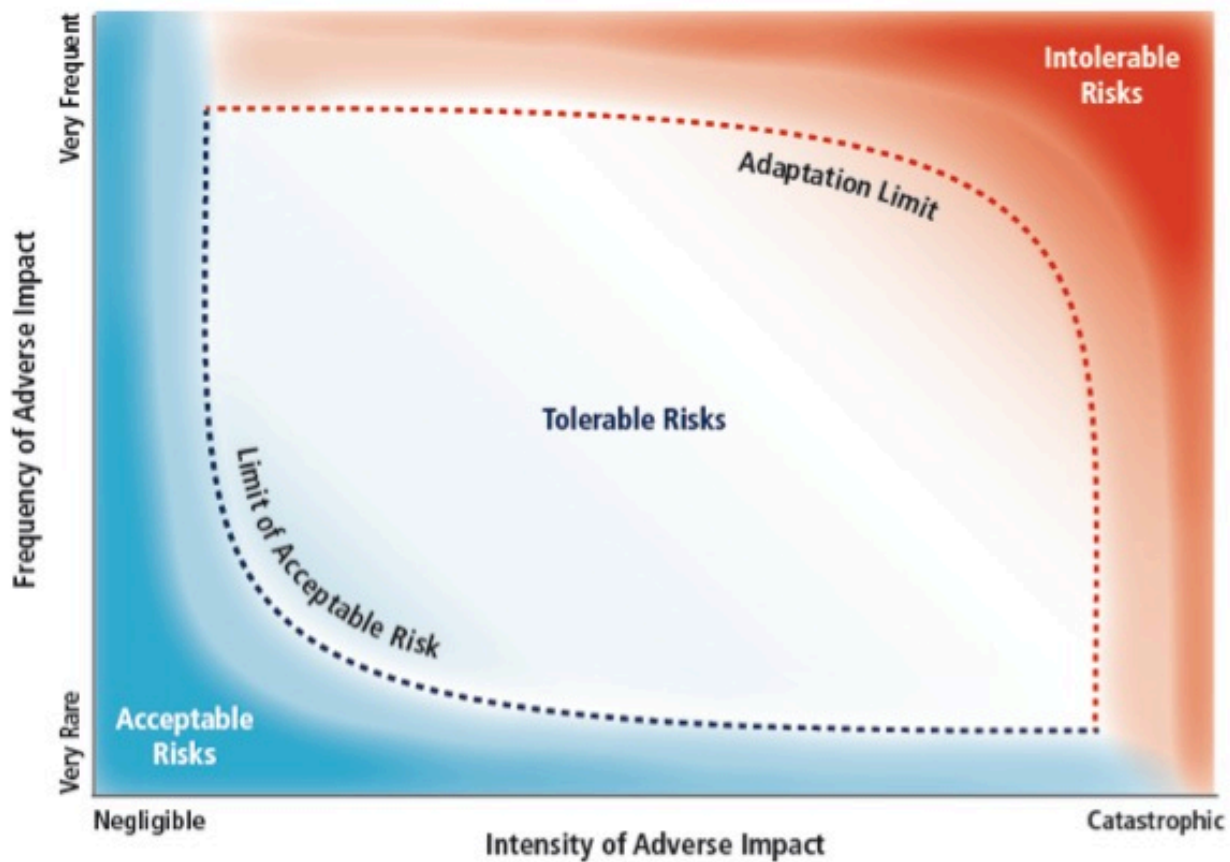 Very Frequent
Intolerable
Risks
Adaptation Limit
Frequency of Adverse Impact
Tolerable Risks
Limit of Acceptable Risk
Very Rare
Acceptable
Risks
Negligible
Catastrophic
Intensity of Adverse Impact